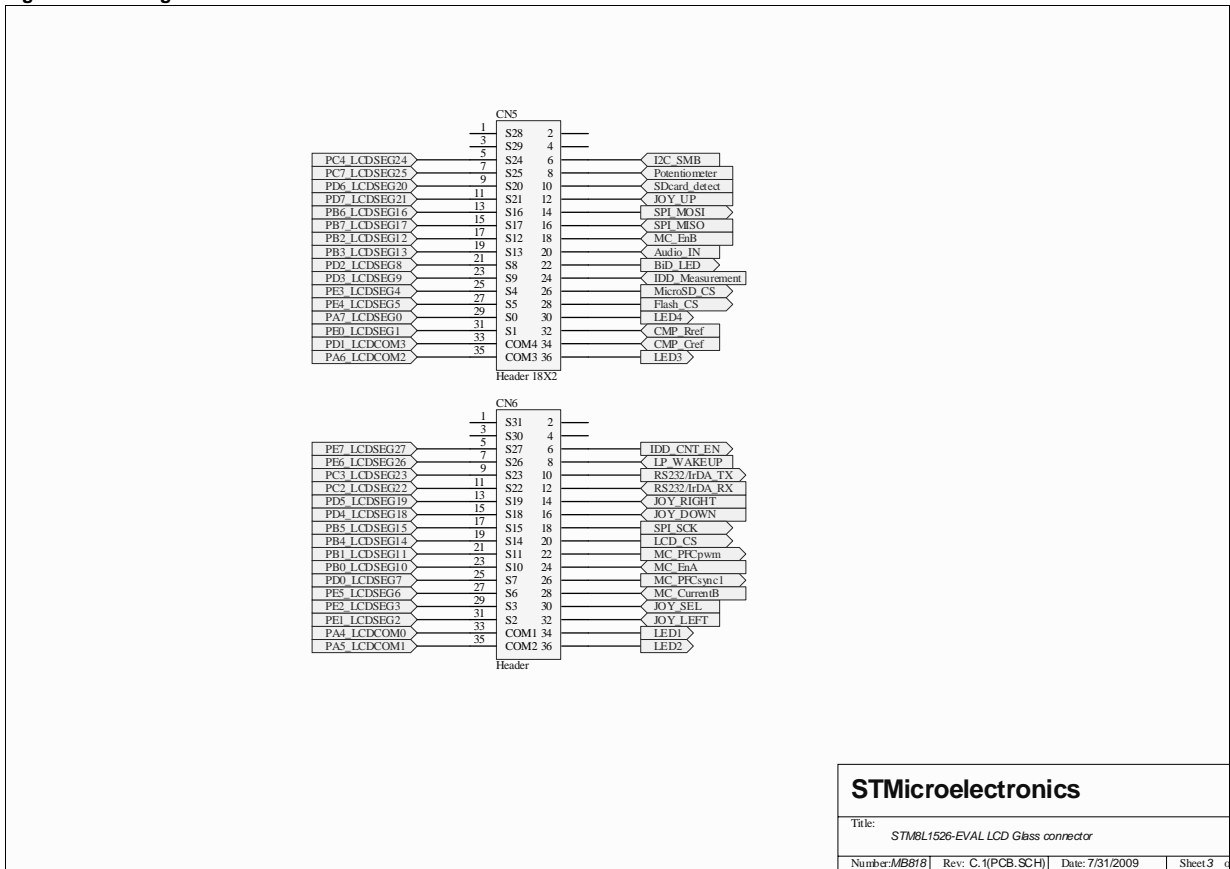 CN5
1 S28 2
3 S29 4
PC4_LCDSEG24 5 S24 6 I2C_SMB
PC7_LCDSEG25 7 S25 8 Potentiometer
PD6_LCDSEG20 9 S20 10 SDcard_detect
PD7_LCDSEG21 11 S21 12 JOY_UP
PB6_LCDSEG16 13 S16 14 SPI_MOSI
PB7_LCDSEG17 15 S17 16 SPI_MISO
PB2_LCDSEG12 17 S12 18 MC_EnB
PB3_LCDSEG13 19 S13 20 Audio_IN
PD2_LCDSEG8 21 S8 22 BiD_LED
PD3_LCDSEG9 23 S9 24 IDD_Measurement
PE3_LCDSEG4 25 S4 26 MicroSD_CS
PE4_LCDSEG5 27 S5 28 Flash_CS
PA7_LCDSEG0 29 S0 30 LED4
PE0_LCDSEG1 31 S1 32 CMP_Rref
PD1_LCDCOM3 33 COM4 34 CMP_Cref
PA6_LCDCOM2 35 COM3 36 LED3
Header 18X2
CN6
1 S31 2
3 S30 4
PE7_LCDSEG27 5 S27 6 IDD_CNT_EN
PE6_LCDSEG26 7 S26 8 LP_WAKEUP
PC3_LCDSEG23 9 S23 10 RS232/IrDA_TX
PC2_LCDSEG22 11 S22 12 RS232/IrDA_RX
PD5_LCDSEG19 13 S19 14 JOY_RIGHT
PD4_LCDSEG18 15 S18 16 JOY_DOWN
PB5_LCDSEG15 17 S15 18 SPI_SCK
PB4_LCDSEG14 19 S14 20 LCD_CS
PB1_LCDSEG11 21 S11 22 MC_PFCpwm
PB0_LCDSEG10 23 S10 24 MC_EnA
PD0_LCDSEG7 25 S7 26 MC_PFCsync1
PE5_LCDSEG6 27 S6 28 MC_CurrentB
PE2_LCDSEG3 29 S3 30 JOY_SEL
PE1_LCDSEG2 31 S2 32 JOY_LEFT
PA4_LCDCOM0 33 COM1 34 LED1
PA5_LCDCOM1 35 COM2 36 LED2
Header
STMicroelectronics
Title:
STM8L1526-EVAL LCD Glass connector
Number:MB818 Rev: C.1(PCB.SCH) Date: 7/31/2009 Sheet 3